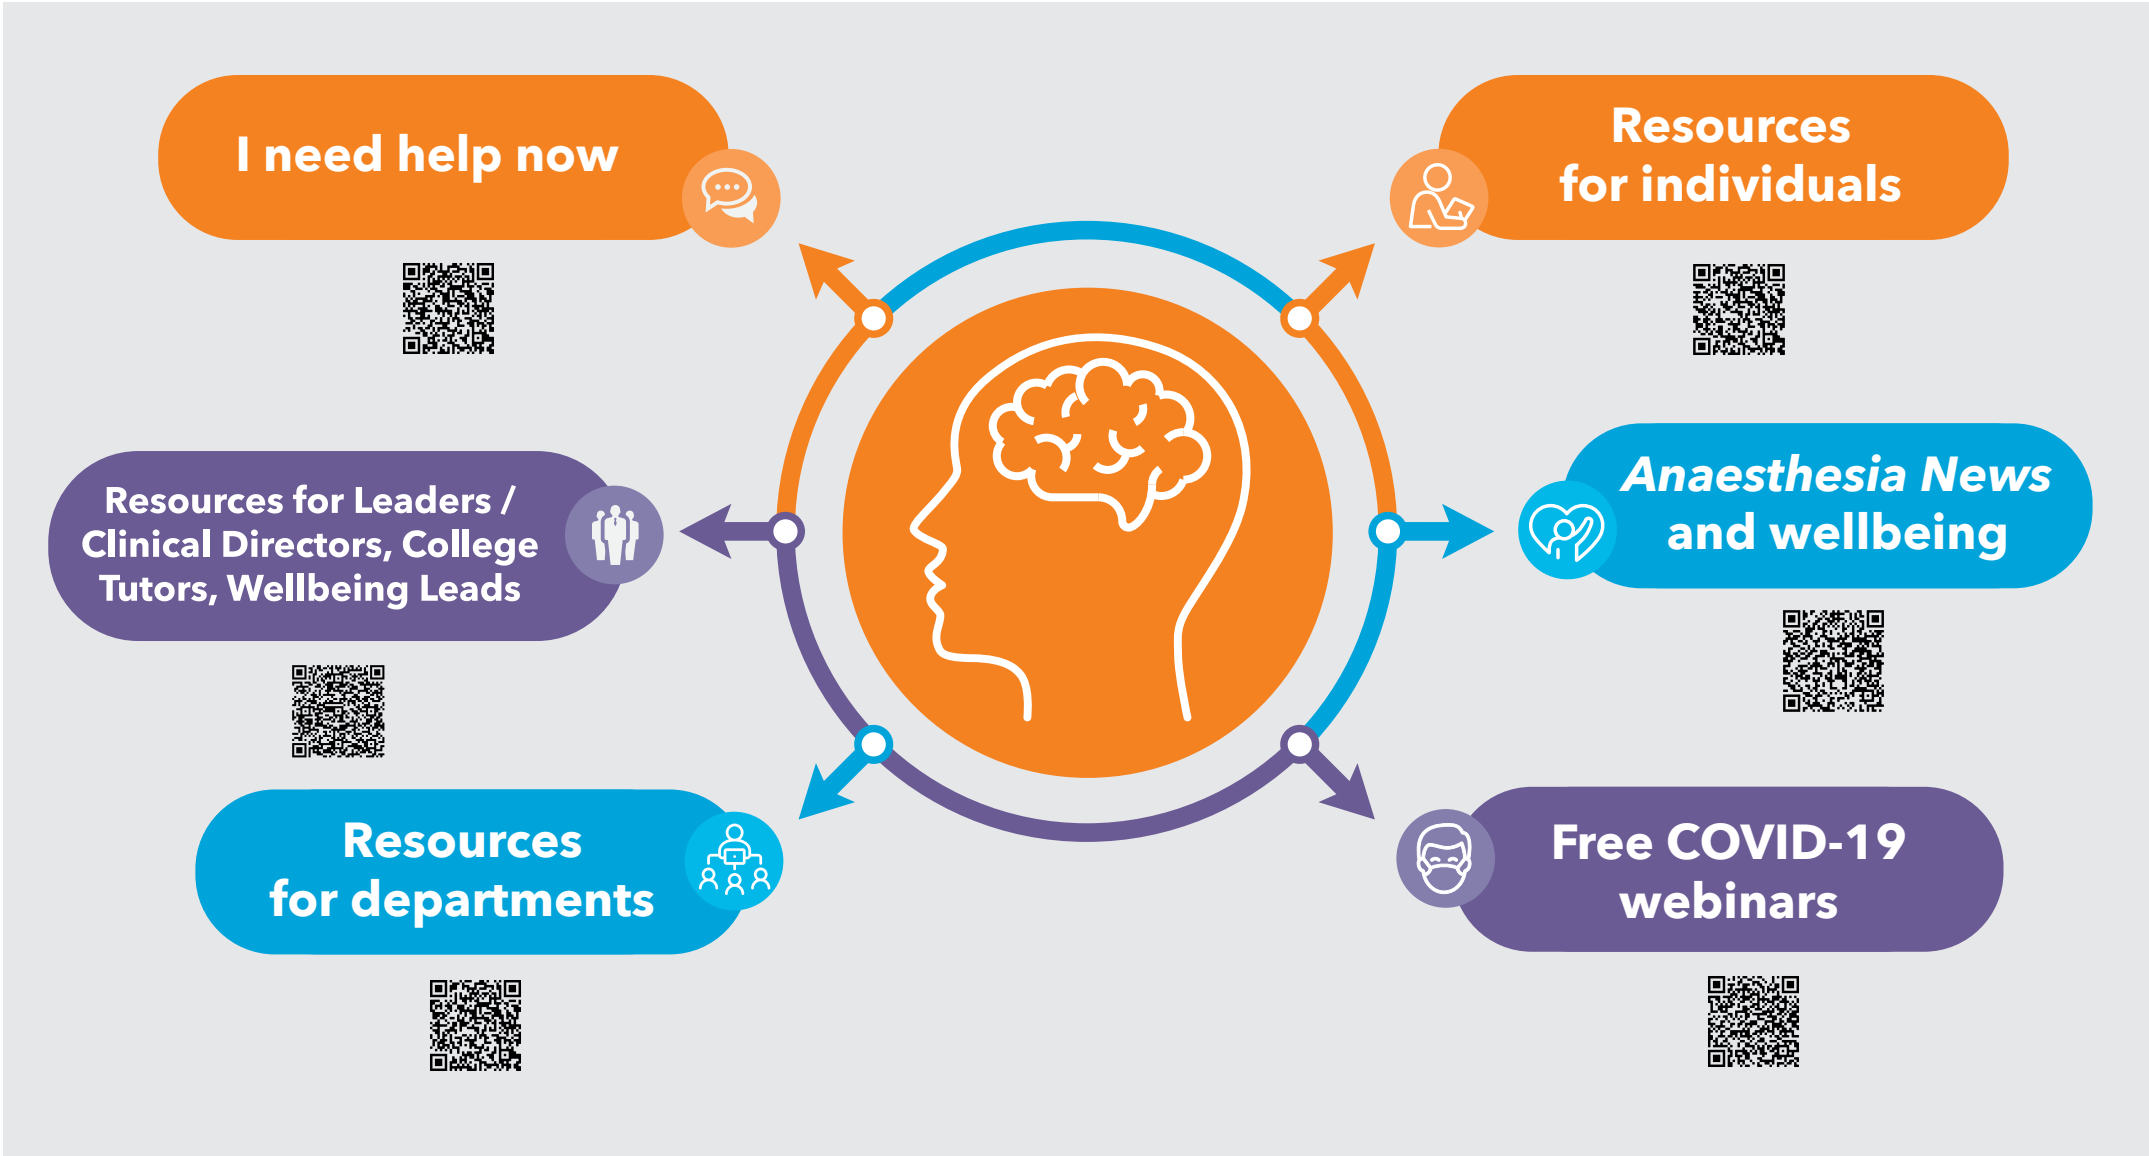 I need help now
Resources
for individuals
Resources for Leaders /
Clinical Directors, College
Tutors, Wellbeing Leads
Anaesthesia News
and wellbeing
Resources
for departments
Free COVID-19
webinars